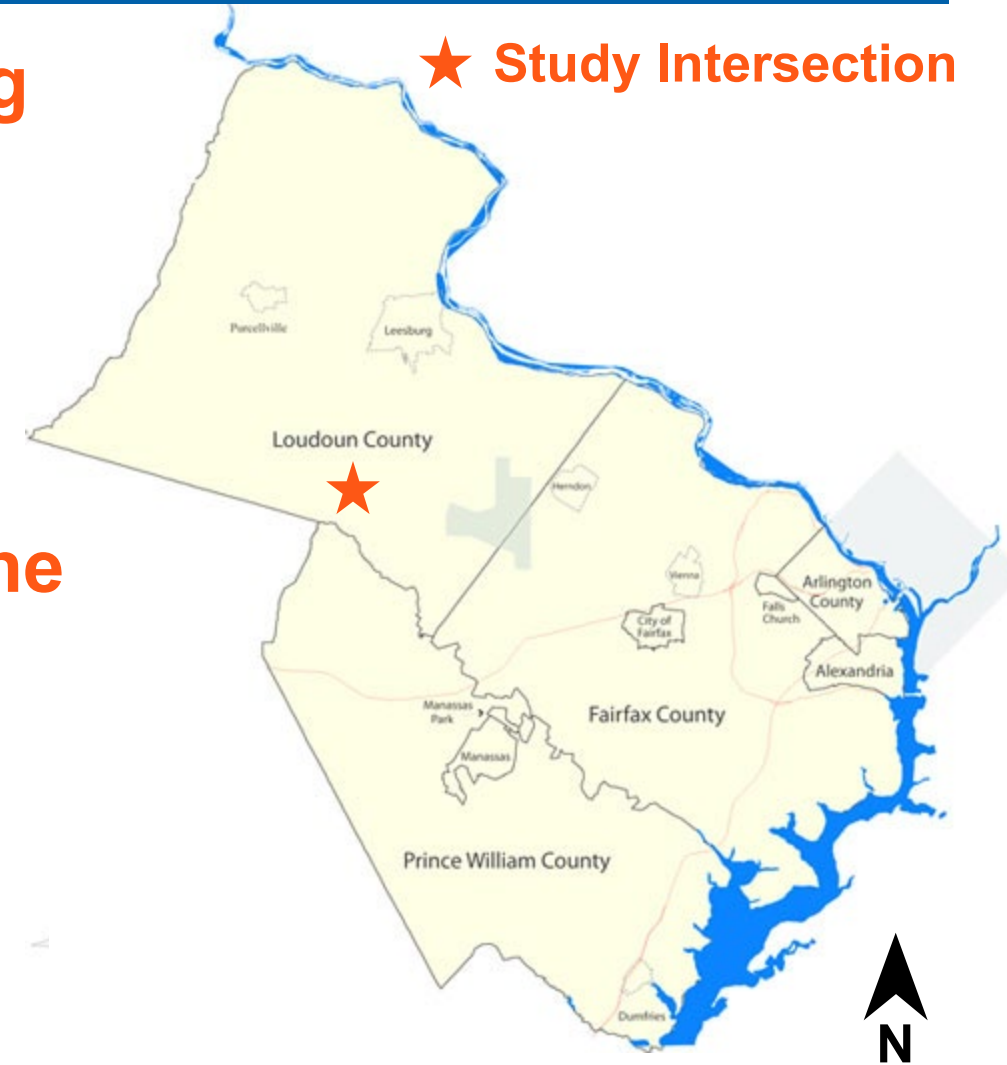 g
Study Intersection
Purcellville
Leesburg
Loudoun County
Herndon
ne
Vienna
Arlington
County
Falls
Church
City of
Fairfax
Alexandria
Manassas
Park
Fairfax County
Manassas
Prince William County
Dumfries
N